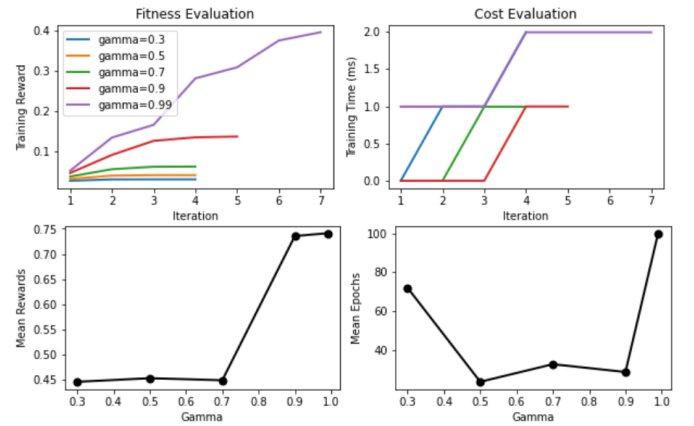 Fitness Evaluation
Training Reward
0.4
0.3
0.2
0.1
gamma=0.3
gamma=0.5
gamma=0.7
gamma=0.9
gamma=0.99
1 2 3 4 5 6 7
Iteration
Cost Evaluation
Training Time (ms)
2.0
1.5
1.0
0.5
0.0
1 2 3 4 5 6 7
Iteration
Mean Rewards
0.75
0.70
0.65
0.60
0.55
0.50
0.45
0.3 0.4 0.5 0.6 0.7 0.8 0.9 1.0
Gamma
Mean Epochs
100
80
60
40
0.3 0.4 0.5 0.6 0.7 0.8 0.9 1.0
Gamma